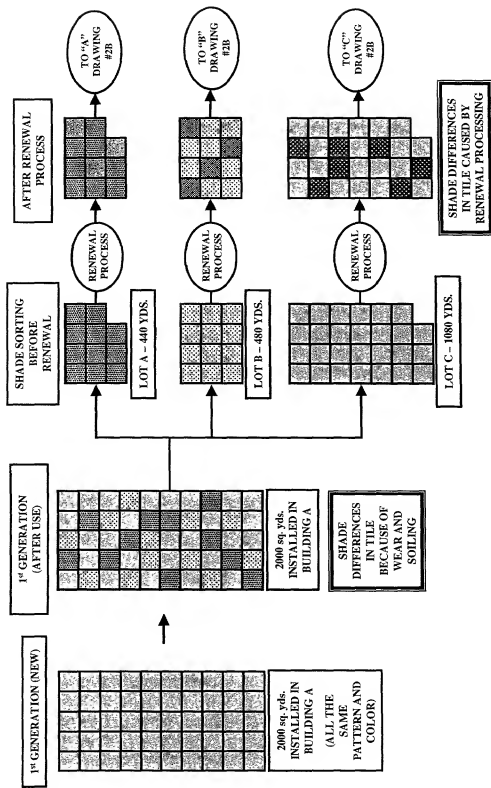 1st GENERATION (NEW)
2000 sq. yds.
INSTALLED IN
BUILDING A
(ALL THE
SAME
PATTERN AND
COLOR)
1st GENERATION
(AFTER USE)
2000 sq. yds.
INSTALLED IN
BUILDING A
SHADE
DIFFERENCES
IN TILE
BECAUSE OF
WEAR AND
SOILING
SHADE SORTING
BEFORE
RENEWAL
LOT A – 440 YDS.
LOT B – 480 YDS.
LOT C – 1080 YDS.
RENEWAL
PROCESS
RENEWAL
PROCESS
RENEWAL
PROCESS
AFTER RENEWAL
PROCESS
SHADE DIFFERENCES
IN TILE CAUSED BY
RENEWAL PROCESSING
TO "A"
DRAWING
#2B
TO "B"
DRAWING
#2B
TO "C"
DRAWING
#2B